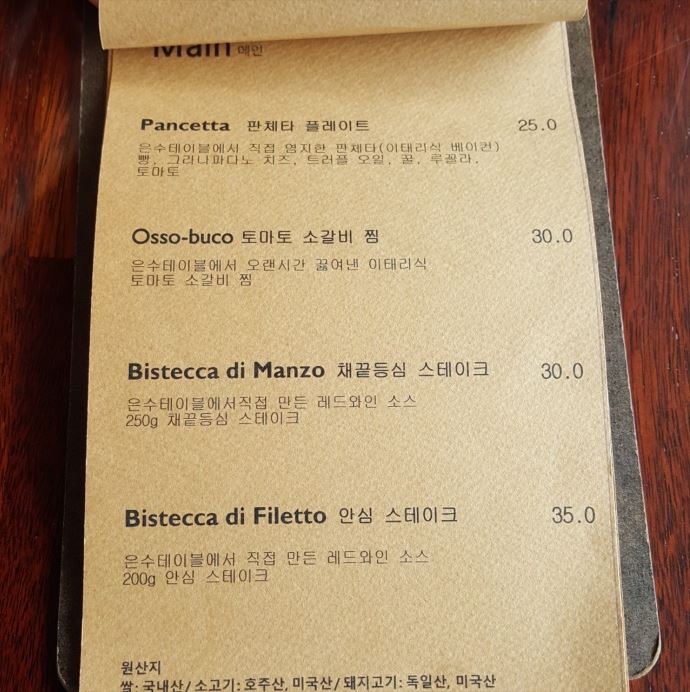 Main 메인
Pancetta 판체타 플레이트 25.0
은수테이블에서 직접 염지한 판체타(이태리식 베이컨)
빵, 그라나파다노 치즈, 트러플 오일, 꿀, 루꼴라,
토마토
Osso-buco 토마토 소갈비 찜 30.0
은수테이블에서 오랜시간 끓여낸 이태리식
토마토 소갈비 찜
Bistecca di Manzo 채끝등심 스테이크 30.0
은수테이블에서직접 만든 레드와인 소스
250g 채끝등심 스테이크
Bistecca di Filetto 안심 스테이크 35.0
은수테이블에서 직접 만든 레드와인 소스
200g 안심 스테이크
원산지
쌀: 국내산/ 소고기: 호주산, 미국산/ 돼지고기: 독일산, 미국산